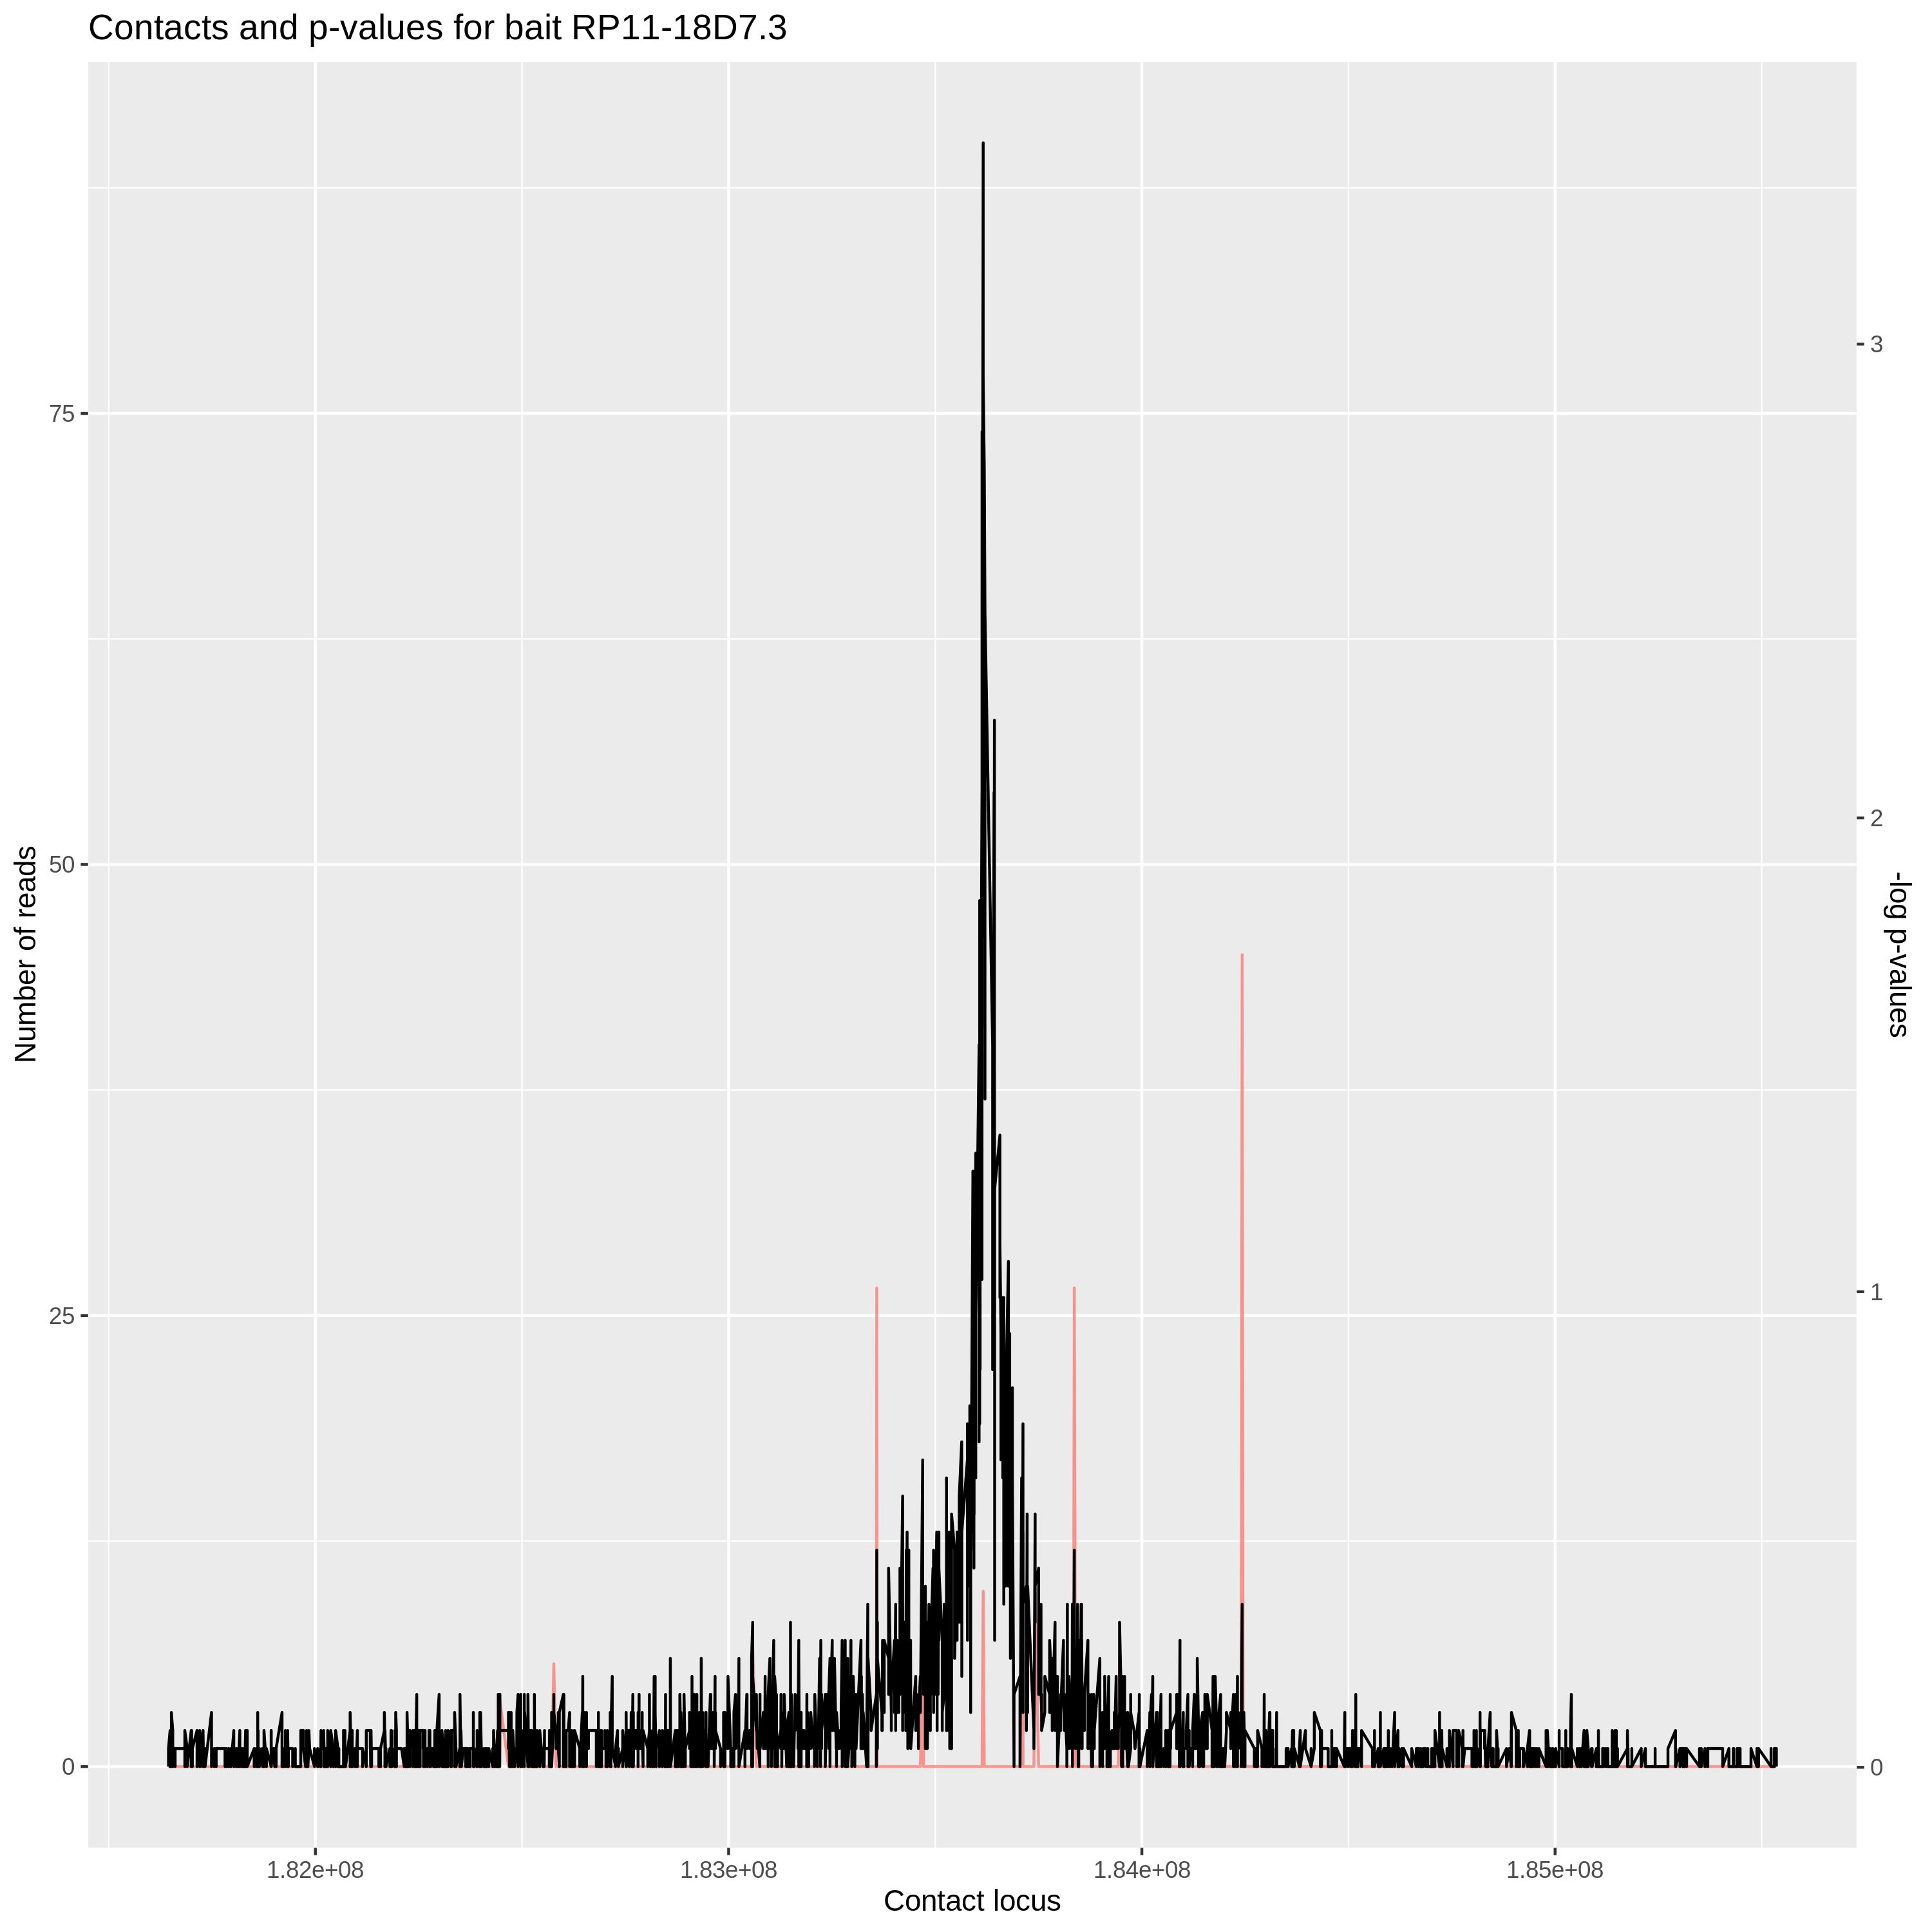 Contacts and p-values for bait RP11-18D7.3
Number of reads
75
50
25
0
3
2
1
0
-log p-values
1.82e+08 1.83e+08 1.84e+08 1.85e+08
Contact locus